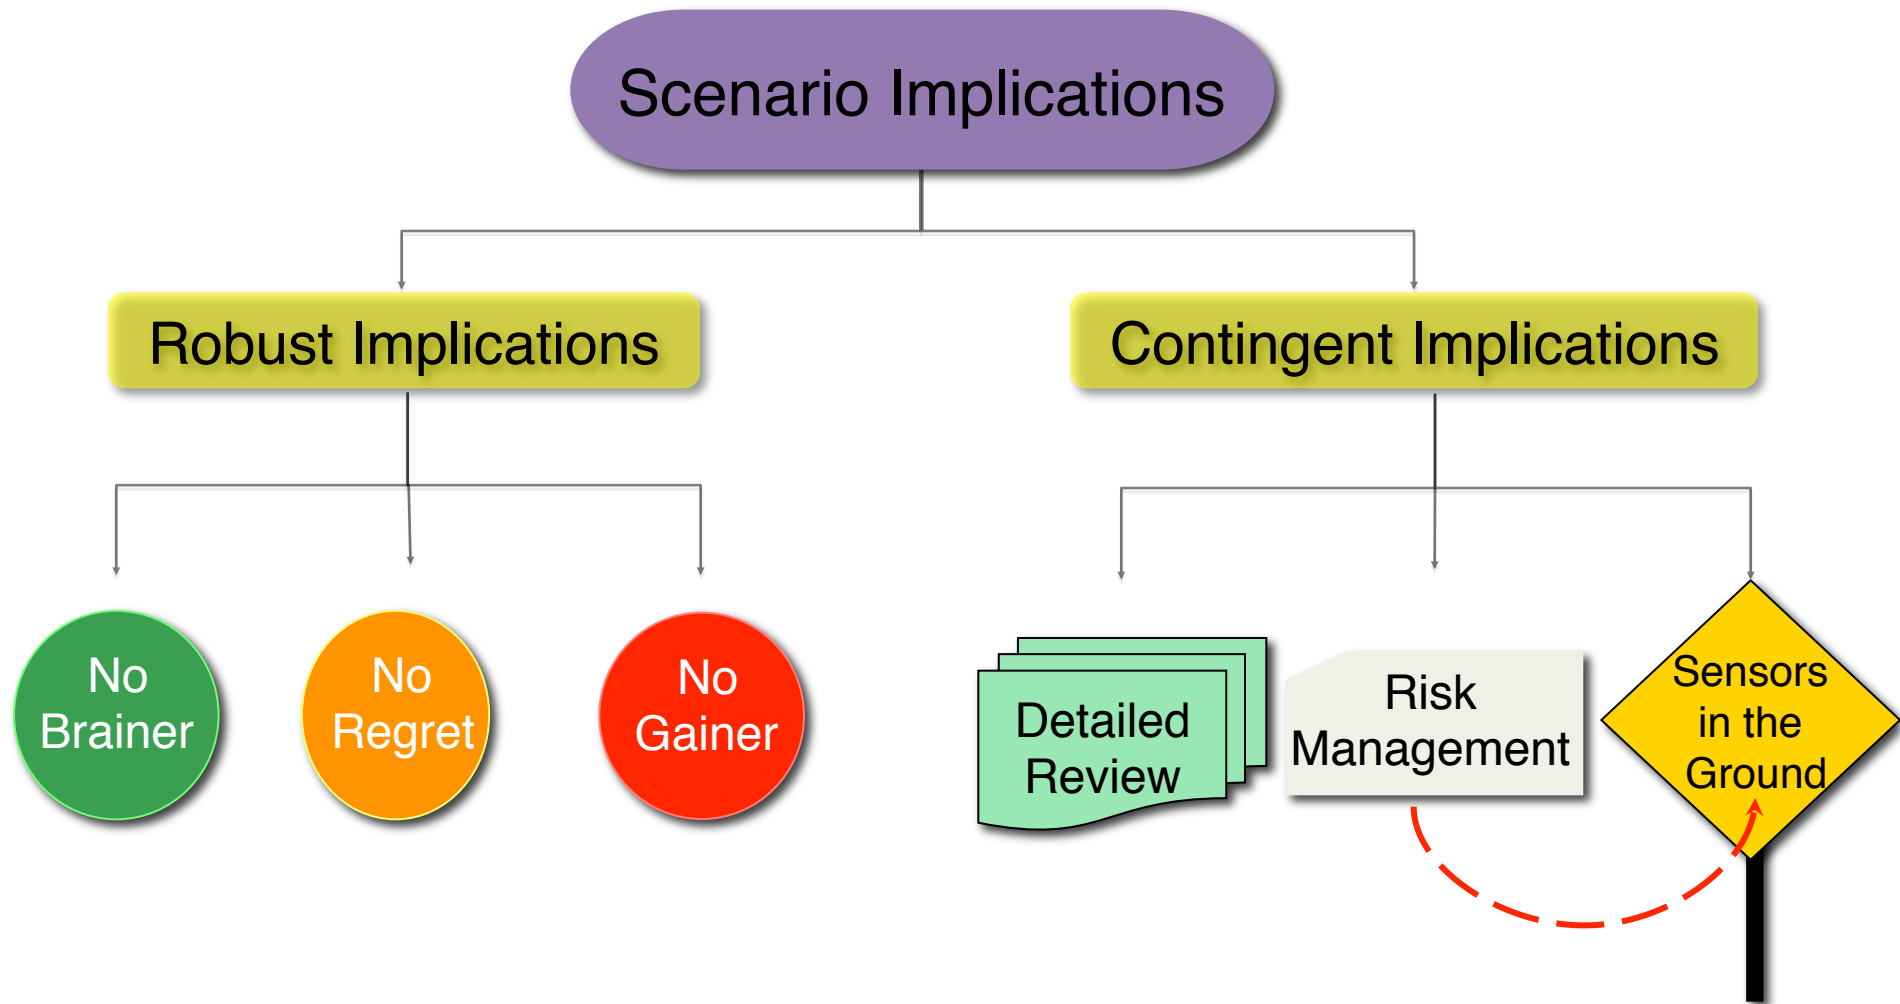 Scenario Implications
Robust Implications
Contingent Implications
No
Brainer
No
Regret
No
Gainer
Detailed
Review
Risk
Management
Sensors
in the
Ground